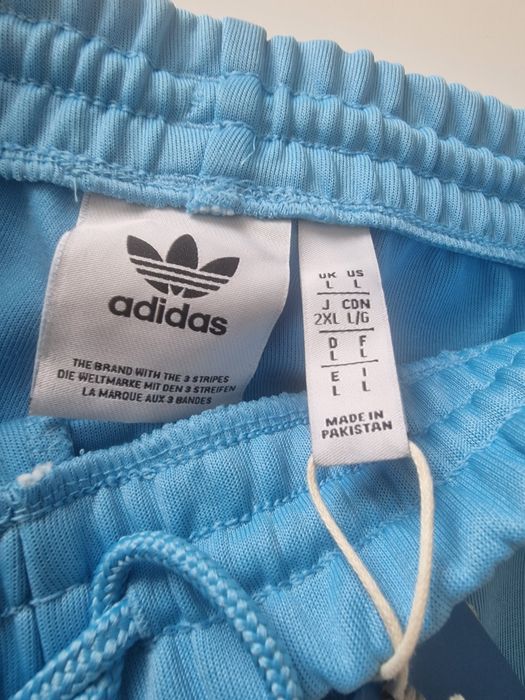 adidas
THE BRAND WITH THE 3 STRIPES
DIE WELTMARKE MIT DEN 3 STREIFEN
LA MARQUE AUX 3 BANDES
UK US
L L
J CDN
2XL L/G
D F
L L
E I
L L
MADE IN
PAKISTAN